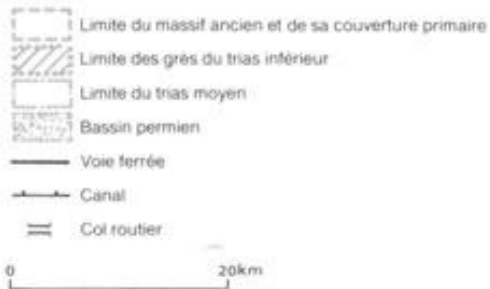 Limite du massif ancien et de sa couverture primaire
Limite des grès du trias inférieur
Limite du trias moyen
Bassin permien
Voie ferrée
Canal
Col routier
0 20km